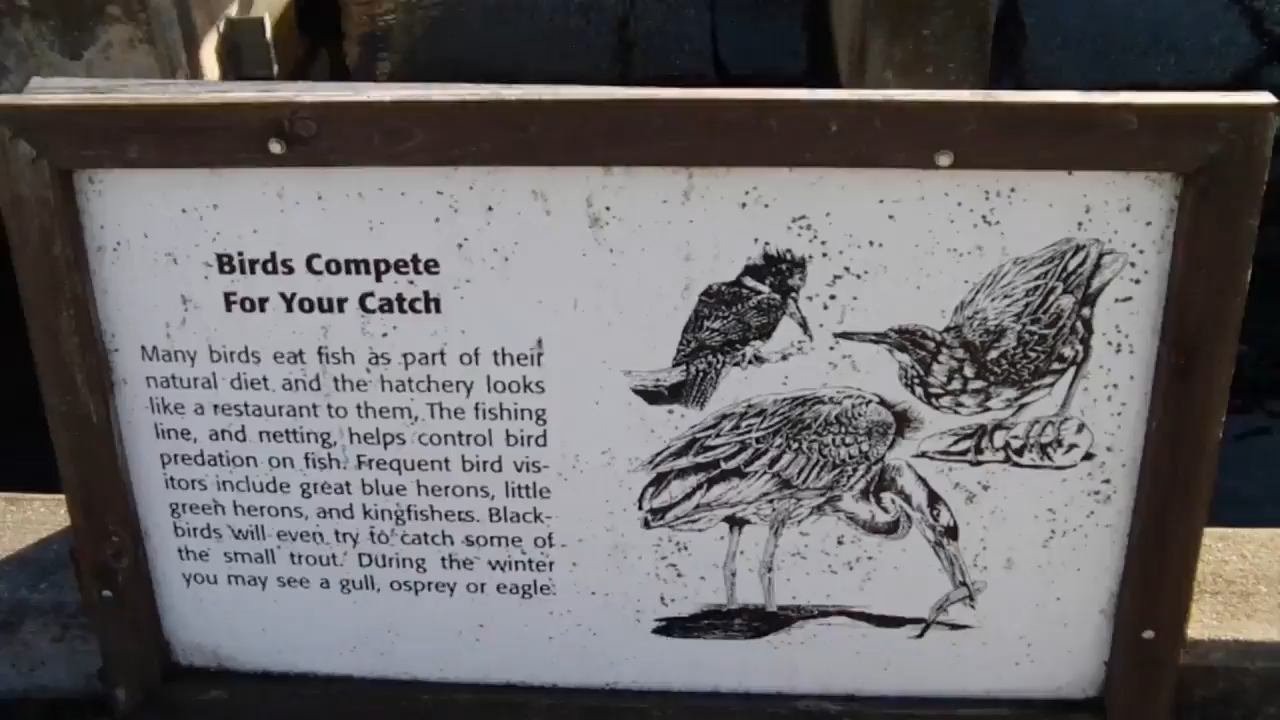 Birds Compete
For Your Catch
Many birds eat fish as part of their
natural diet and the hatchery looks
like a restaurant to them. The fishing
line, and netting, helps control bird
predation on fish. Frequent bird vis-
itors include great blue herons, little
green herons, and kingfishers. Black-
birds will even try to catch some of
the small trout. During the winter
you may see a gull, osprey or eagle.